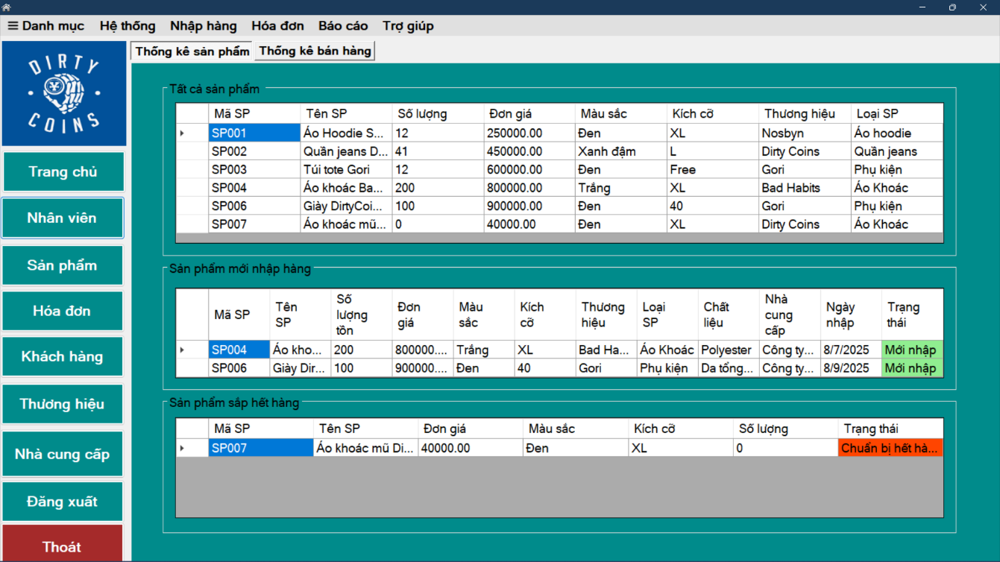 Danh mục Hệ thống Nhập hàng Hóa đơn Báo cáo Trợ giúp
DIRTY
COINS
Trang chủ
Nhân viên
Sản phẩm
Hóa đơn
Khách hàng
Thương hiệu
Nhà cung cấp
Đăng xuất
Thoát
Thống kê sản phẩm Thống kê bán hàng
Tất cả sản phẩm
Mã SP Tên SP Số lượng Đơn giá Màu sắc Kích cỡ Thương hiệu Loại SP
SP001 Áo Hoodie S... 12 250000.00 Đen XL Nosbyn Áo hoodie
SP002 Quần jeans D... 41 450000.00 Xanh đậm L Dirty Coins Quần jeans
SP003 Túi tote Gori 12 600000.00 Đen Free Gori Phụ kiện
SP004 Áo khoác Ba... 200 800000.00 Trắng XL Bad Habits Áo Khoác
SP006 Giày DirtyCoi... 100 900000.00 Đen 40 Gori Phụ kiện
SP007 Áo khoác mũ... 0 40000.00 Đen XL Dirty Coins Áo Khoác
Sản phẩm mới nhập hàng
Mã SP Tên SP Số lượng tồn Đơn giá Màu sắc Kích cỡ Thương hiệu Loại SP Chất liệu Nhà cung cấp Ngày nhập Trạng thái
SP004 Áo kho... 200 800000.... Trắng XL Bad Ha... Áo Khoác Polyester Công ty... 8/7/2025 Mới nhập
SP006 Giày Dir... 100 900000.... Đen 40 Gori Phụ kiện Da tổng... Công ty... 8/9/2025 Mới nhập
Sản phẩm sắp hết hàng
Mã SP Tên SP Đơn giá Màu sắc Kích cỡ Số lượng Trạng thái
SP007 Áo khoác mũ Di... 40000.00 Đen XL 0 Chuẩn bị hết hà...